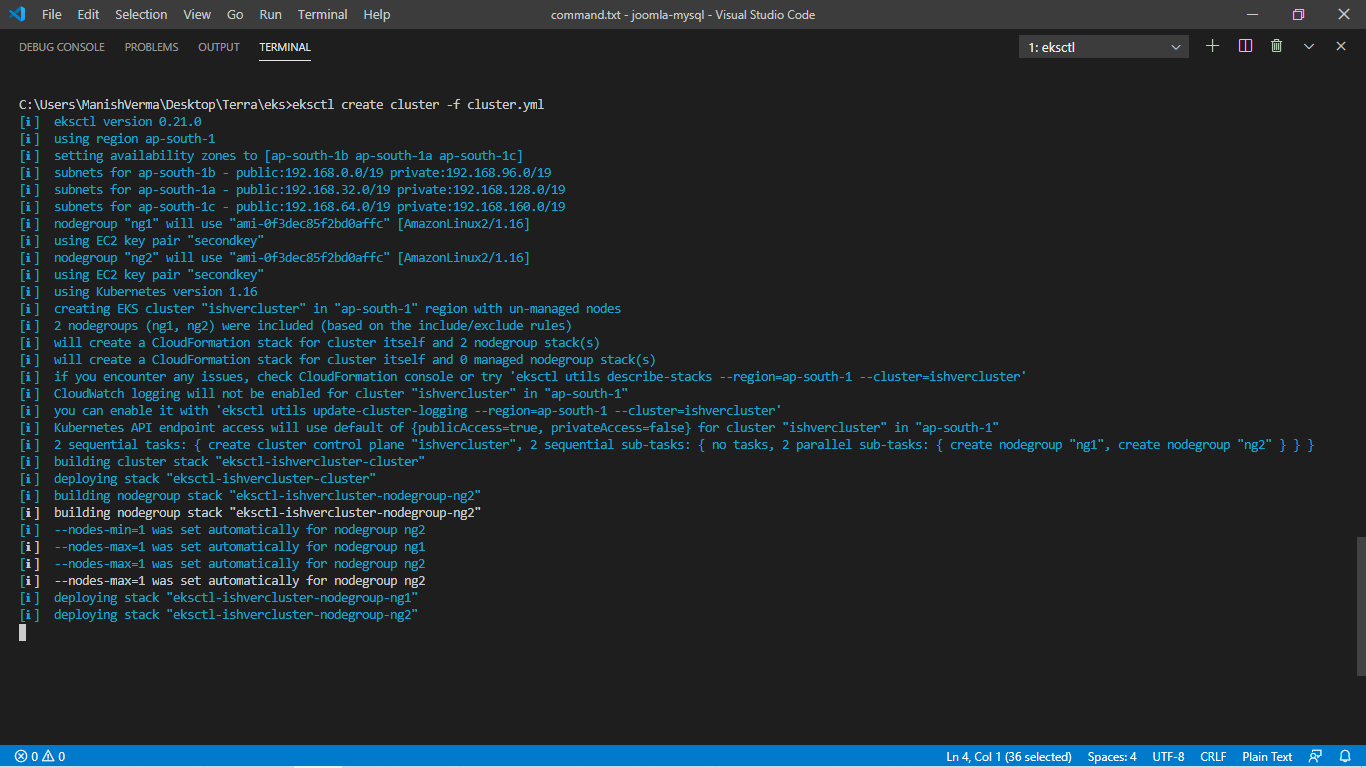 File Edit Selection View Go Run Terminal Help command.txt - joomla-mysql - Visual Studio Code
DEBUG CONSOLE PROBLEMS OUTPUT TERMINAL 1: eksctl
C:\Users\ManishVerma\Desktop\Terra\eks>eksctl create cluster -f cluster.yml
[i] eksctl version 0.21.0
[i] using region ap-south-1
[i] setting availability zones to [ap-south-1b ap-south-1a ap-south-1c]
[i] subnets for ap-south-1b - public:192.168.0.0/19 private:192.168.96.0/19
[i] subnets for ap-south-1a - public:192.168.32.0/19 private:192.168.128.0/19
[i] subnets for ap-south-1c - public:192.168.64.0/19 private:192.168.160.0/19
[i] nodegroup "ng1" will use "ami-0f3dec85f2bd0affc" [AmazonLinux2/1.16]
[i] using EC2 key pair "secondkey"
[i] nodegroup "ng2" will use "ami-0f3dec85f2bd0affc" [AmazonLinux2/1.16]
[i] using EC2 key pair "secondkey"
[i] using Kubernetes version 1.16
[i] creating EKS cluster "ishvercluster" in "ap-south-1" region with un-managed nodes
[i] 2 nodegroups (ng1, ng2) were included (based on the include/exclude rules)
[i] will create a CloudFormation stack for cluster itself and 2 nodegroup stack(s)
[i] will create a CloudFormation stack for cluster itself and 0 managed nodegroup stack(s)
[i] if you encounter any issues, check CloudFormation console or try 'eksctl utils describe-stacks --region=ap-south-1 --cluster=ishvercluster'
[i] CloudWatch logging will not be enabled for cluster "ishvercluster" in "ap-south-1"
[i] you can enable it with 'eksctl utils update-cluster-logging --region=ap-south-1 --cluster=ishvercluster'
[i] Kubernetes API endpoint access will use default of {publicAccess=true, privateAccess=false} for cluster "ishvercluster" in "ap-south-1"
[i] 2 sequential tasks: { create cluster control plane "ishvercluster", 2 sequential sub-tasks: { no tasks, 2 parallel sub-tasks: { create nodegroup "ng1", create nodegroup "ng2" } } }
[i] building cluster stack "eksctl-ishvercluster-cluster"
[i] deploying stack "eksctl-ishvercluster-cluster"
[i] building nodegroup stack "eksctl-ishvercluster-nodegroup-ng2"
[i] building nodegroup stack "eksctl-ishvercluster-nodegroup-ng2"
[i] --nodes-min=1 was set automatically for nodegroup ng2
[i] --nodes-max=1 was set automatically for nodegroup ng1
[i] --nodes-max=1 was set automatically for nodegroup ng2
[i] --nodes-max=1 was set automatically for nodegroup ng2
[i] deploying stack "eksctl-ishvercluster-nodegroup-ng1"
[i] deploying stack "eksctl-ishvercluster-nodegroup-ng2"
0 0 Ln 4, Col 1 (36 selected) Spaces: 4 UTF-8 CRLF Plain Text